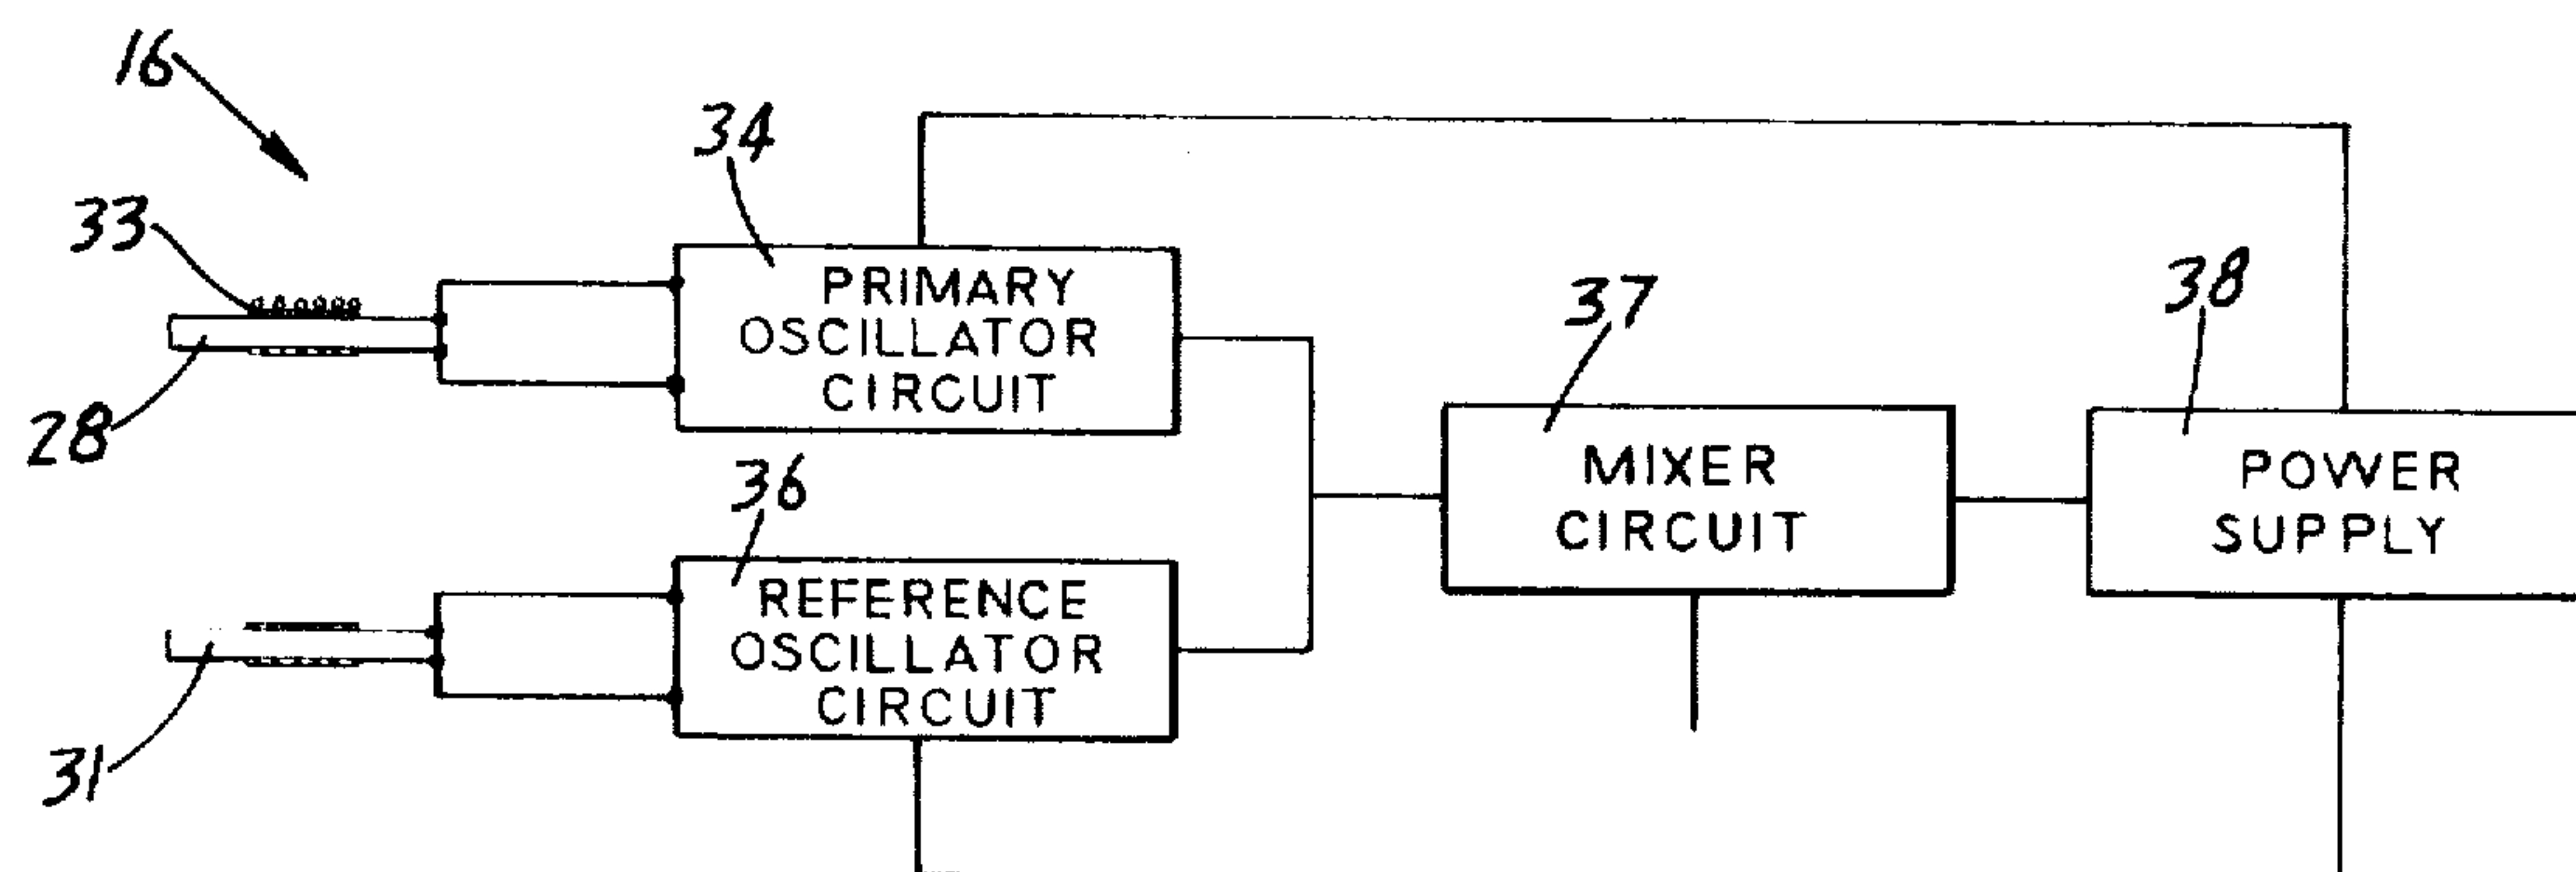 16
34
33
PRIMARY
OSCILLATOR
CIRCUIT
28
37
38
MIXER
CIRCUIT
POWER
SUPPLY
36
REFERENCE
OSCILLATOR
CIRCUIT
31